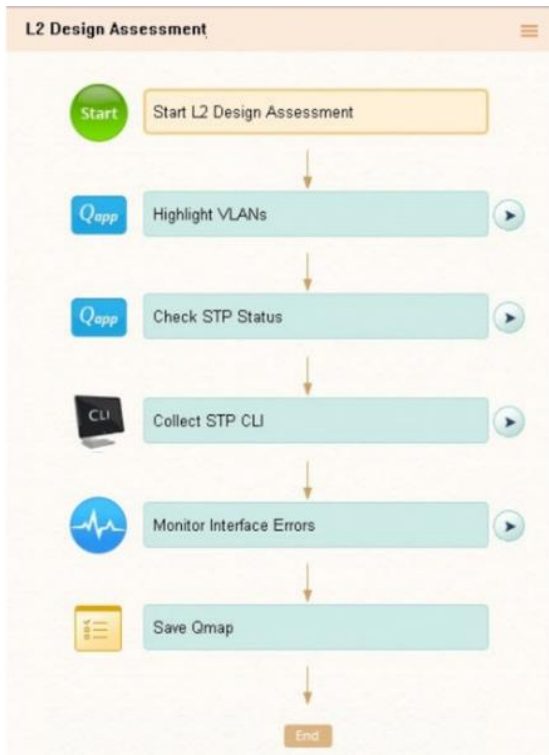 L2 Design Assessment
Start
Start L2 Design Assessment
Qapp
Highlight VLANs
Qapp
Check STP Status
CLI
Collect STP CLI
Monitor Interface Errors
Save Qmap
End